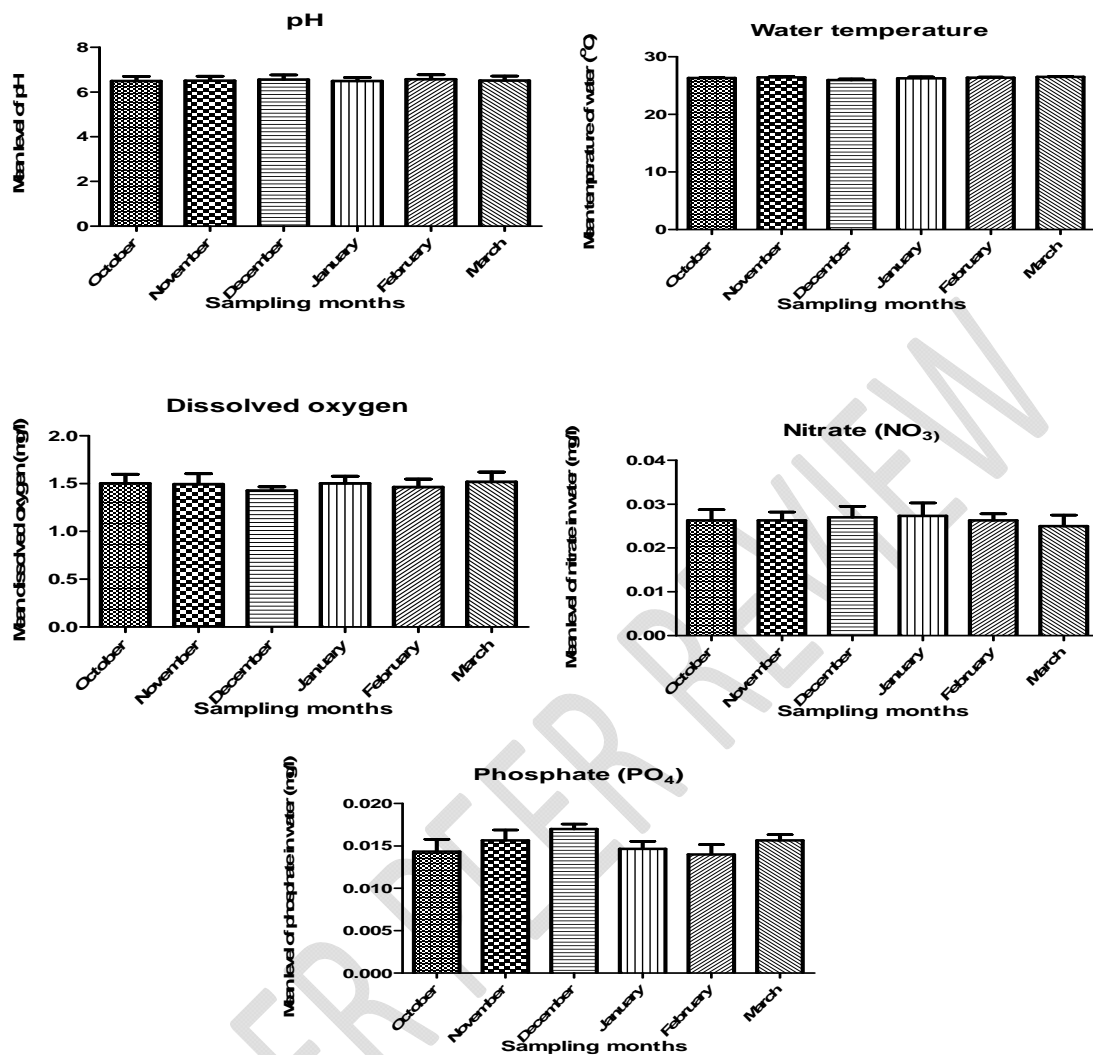 pH
Mean level of pH
8
6
4
2
0
October
November
December
January
February
March
Sampling months
Water temperature
Mean temperature of water (⁰C)
30
20
10
0
October
November
December
January
February
March
Sampling months
Dissolved oxygen
Mean dissolved oxygen (mg/l)
2.0
1.5
1.0
0.5
0.0
October
November
December
January
February
March
Sampling months
Nitrate (NO₃)
Mean level of nitrate in water (mg/l)
0.04
0.03
0.02
0.01
0.00
October
November
December
January
February
March
Sampling months
Phosphate (PO₄)
Mean level of phosphate in water (mg/l)
0.020
0.015
0.010
0.005
0.000
October
November
December
January
February
March
Sampling months
ER PEER REVIEW